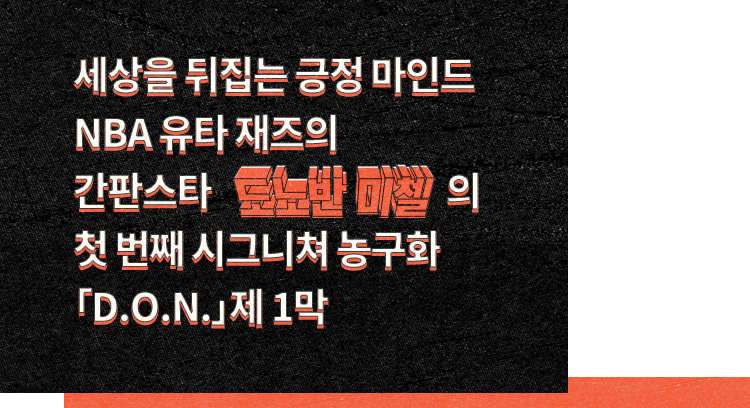 세상을 뒤집는 긍정 마인드
NBA 유타 재즈의
간판스타 도노반 미첼 의
첫 번째 시그니쳐 농구화
「D.O.N.」제 1막